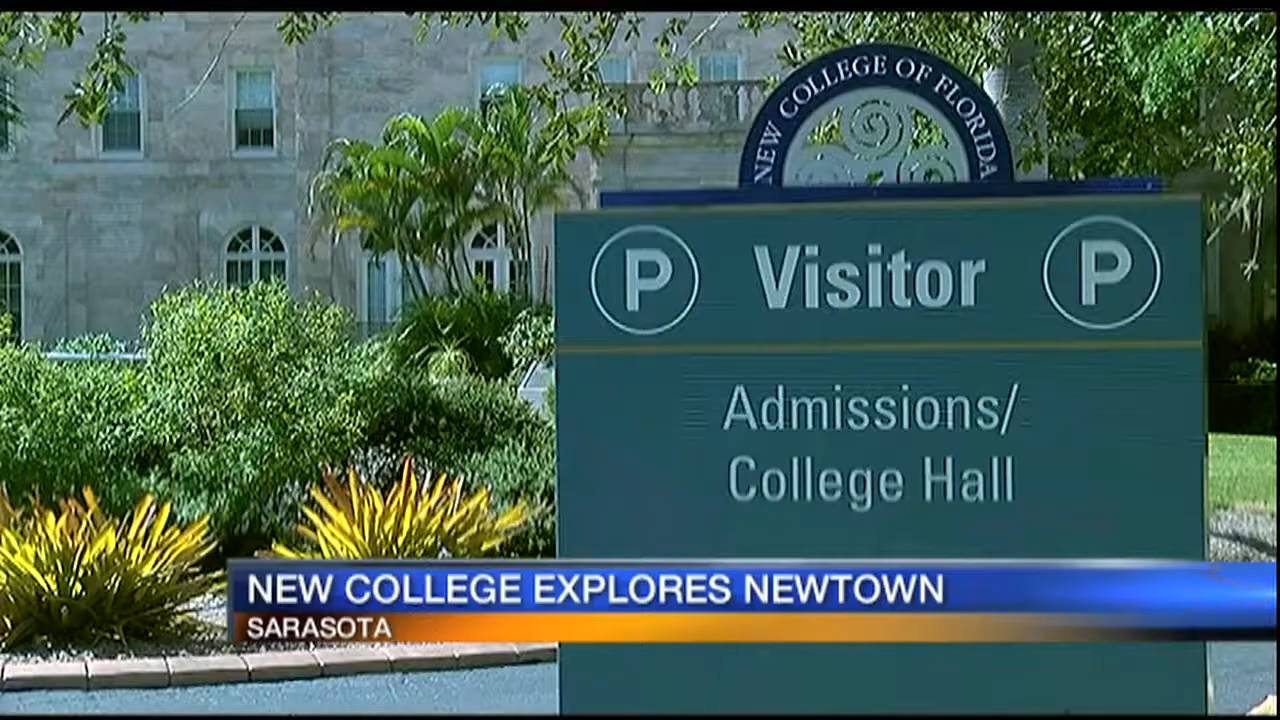 NEW COLLEGE OF FLORIDA
P Visitor P
Admissions/
College Hall
NEW COLLEGE EXPLORES NEWTOWN
SARASOTA